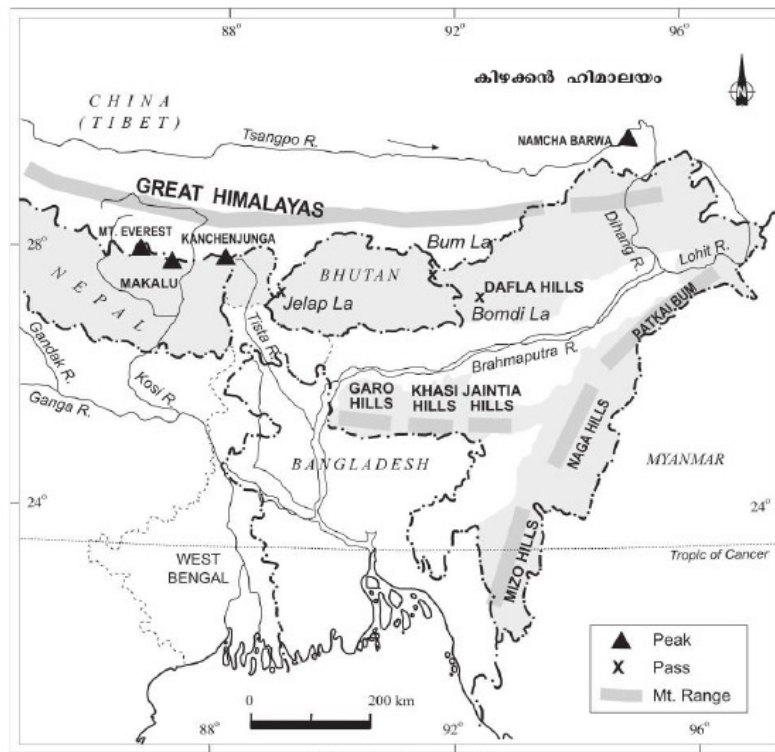 88°
92°
96°
കിഴക്കൻ ഹിമാലയം
N
CHINA
(TIBET)
Tsangpo R.
NAMCHA BARWA
GREAT HIMALAYAS
28°
28°
MT. EVEREST
KANCHENJUNGA
MAKALU
NEPAL
BHUTAN
Bum La
Jelap La
DAFLA HILLS
Bomdi La
Dihang R.
Lohit R.
PATKAI BUM
Tista R.
Brahmaputra R.
Gandak R.
Kosi R.
Ganga R.
GARO
HILLS
KHASI
HILLS
JAINTIA
HILLS
NAGA HILLS
BANGLADESH
MYANMAR
24°
24°
MIZO HILLS
WEST
BENGAL
Tropic of Cancer
Peak
Pass
Mt. Range
0
200 km
88°
92°
96°